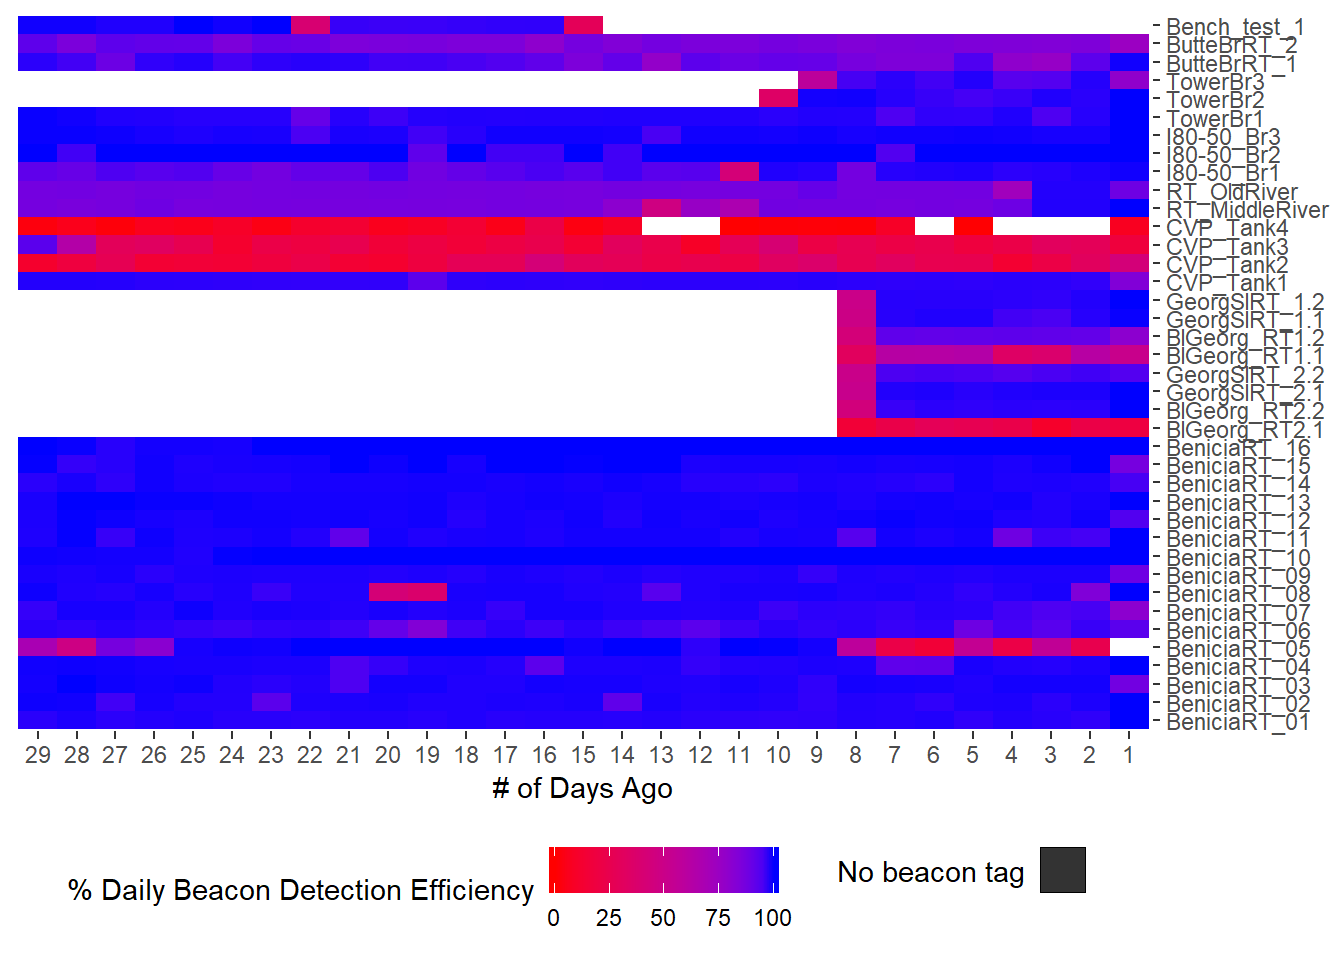 Bench_test_1
ButteBrRT_2
ButteBrRT_1
TowerBr3
TowerBr2
TowerBr1
I80-50_Br3
I80-50_Br2
I80-50_Br1
RT_OldRiver
RT_MiddleRiver
CVP_Tank4
CVP_Tank3
CVP_Tank2
CVP_Tank1
GeorgSlRT_1.2
GeorgSlRT_1.1
BlGeorg_RT1.2
BlGeorg_RT1.1
GeorgSlRT_2.2
GeorgSlRT_2.1
BlGeorg_RT2.2
BlGeorg_RT2.1
BeniciaRT_16
BeniciaRT_15
BeniciaRT_14
BeniciaRT_13
BeniciaRT_12
BeniciaRT_11
BeniciaRT_10
BeniciaRT_09
BeniciaRT_08
BeniciaRT_07
BeniciaRT_06
BeniciaRT_05
BeniciaRT_04
BeniciaRT_03
BeniciaRT_02
BeniciaRT_01
29 28 27 26 25 24 23 22 21 20 19 18 17 16 15 14 13 12 11 10 9 8 7 6 5 4 3 2 1
# of Days Ago
% Daily Beacon Detection Efficiency
0 25 50 75 100
No beacon tag